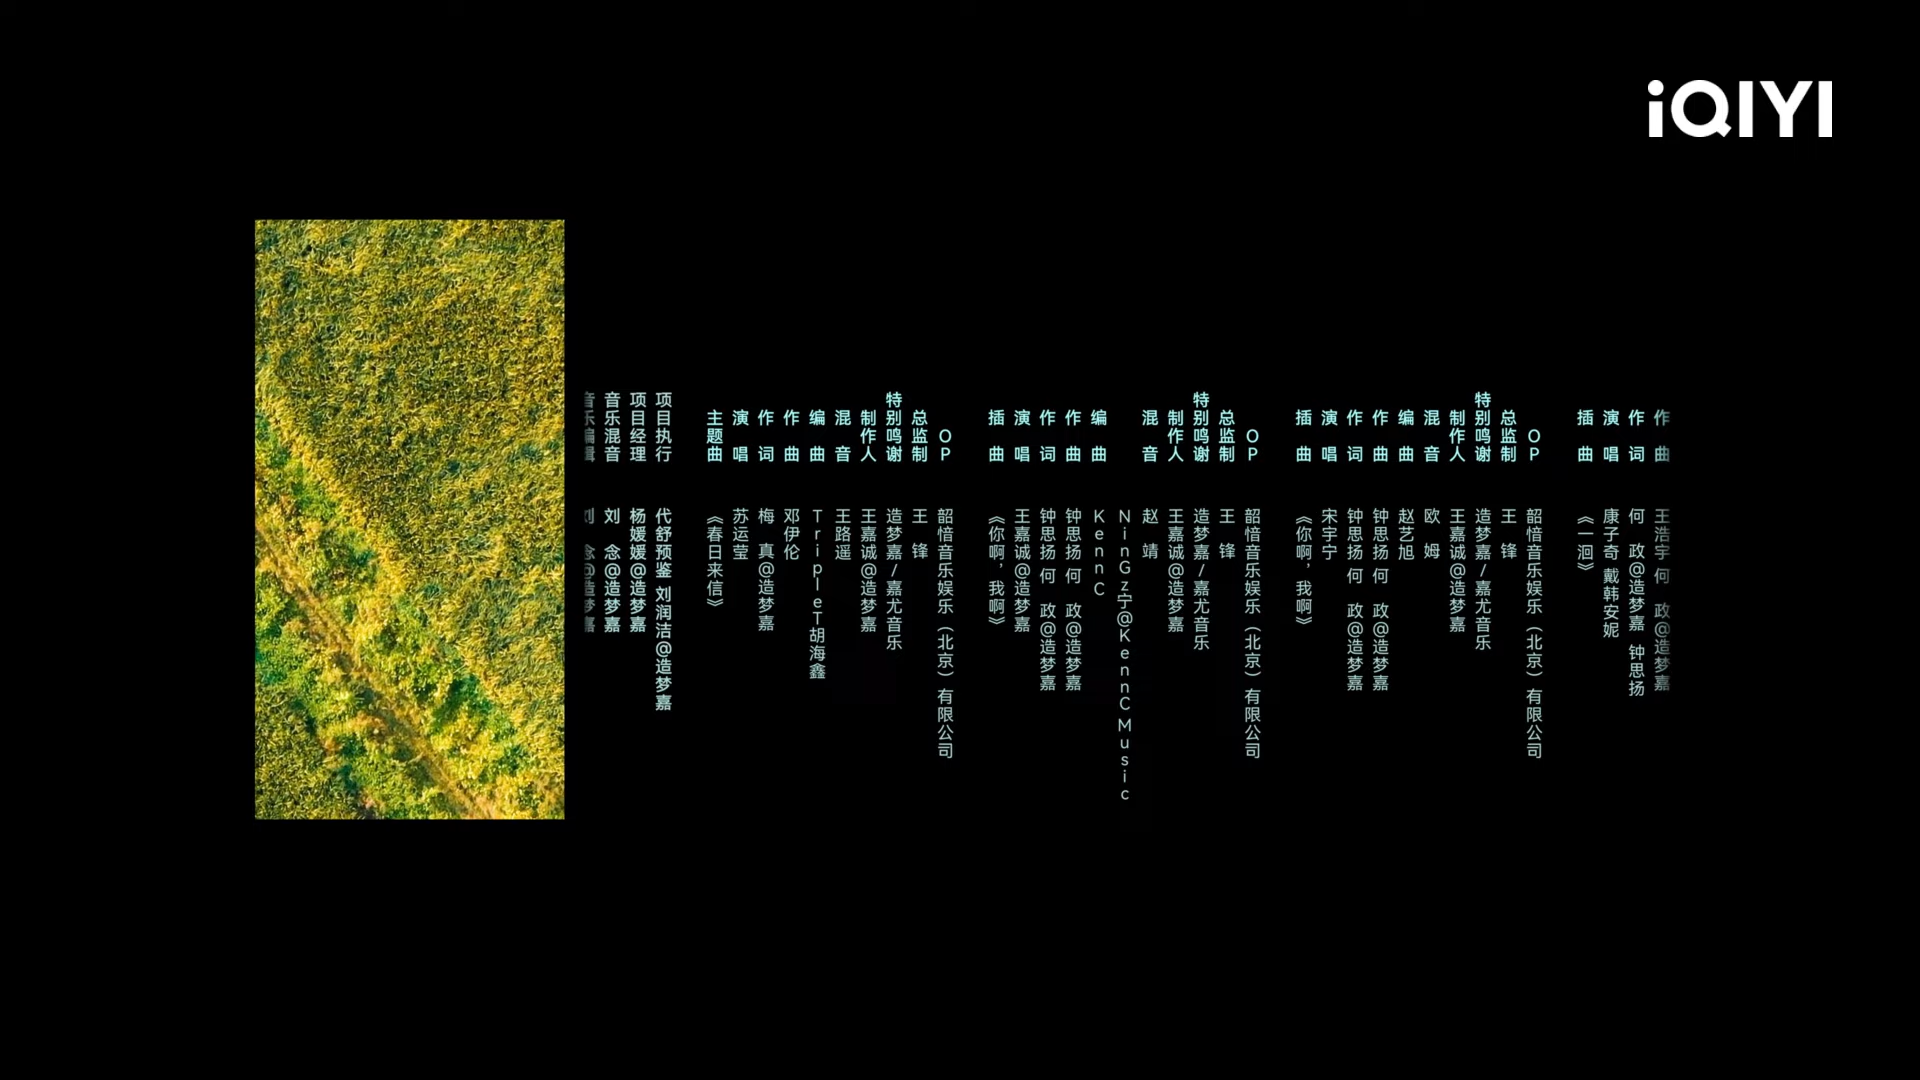 iQIYI
音乐编辑 刘 念@造梦嘉
音乐混音 刘 念@造梦嘉
项目经理 杨媛媛@造梦嘉
项目执行 代舒预鉴 刘润洁@造梦嘉
主题曲 《春日来信》
演唱 苏运莹
作词 梅 真@造梦嘉
作曲 邓伊伦
编曲 TripleT胡海鑫
混音 王路遥
制作人 王嘉诚@造梦嘉
特别鸣谢 造梦嘉/嘉尤音乐
总监制 王 锋
OP 韶愔音乐娱乐（北京）有限公司
插曲 《你啊，我啊》
演唱 王嘉诚@造梦嘉
作词 钟思扬 何 政@造梦嘉
作曲 钟思扬 何 政@造梦嘉
编曲 KennC
NinGz宁@KennC Music
混音 赵 靖
制作人 王嘉诚@造梦嘉
特别鸣谢 造梦嘉/嘉尤音乐
总监制 王 锋
OP 韶愔音乐娱乐（北京）有限公司
插曲 《你啊，我啊》
演唱 宋宇宁
作词 钟思扬 何 政@造梦嘉
作曲 钟思扬 何 政@造梦嘉
编曲 赵艺旭
混音 欧 姆
制作人 王嘉诚@造梦嘉
特别鸣谢 造梦嘉/嘉尤音乐
总监制 王 锋
OP 韶愔音乐娱乐（北京）有限公司
插曲 《一洄》
演唱 康子奇 戴韩安妮
作词 何 政@造梦嘉 钟思扬
作曲 王浩宇 何 政@造梦嘉